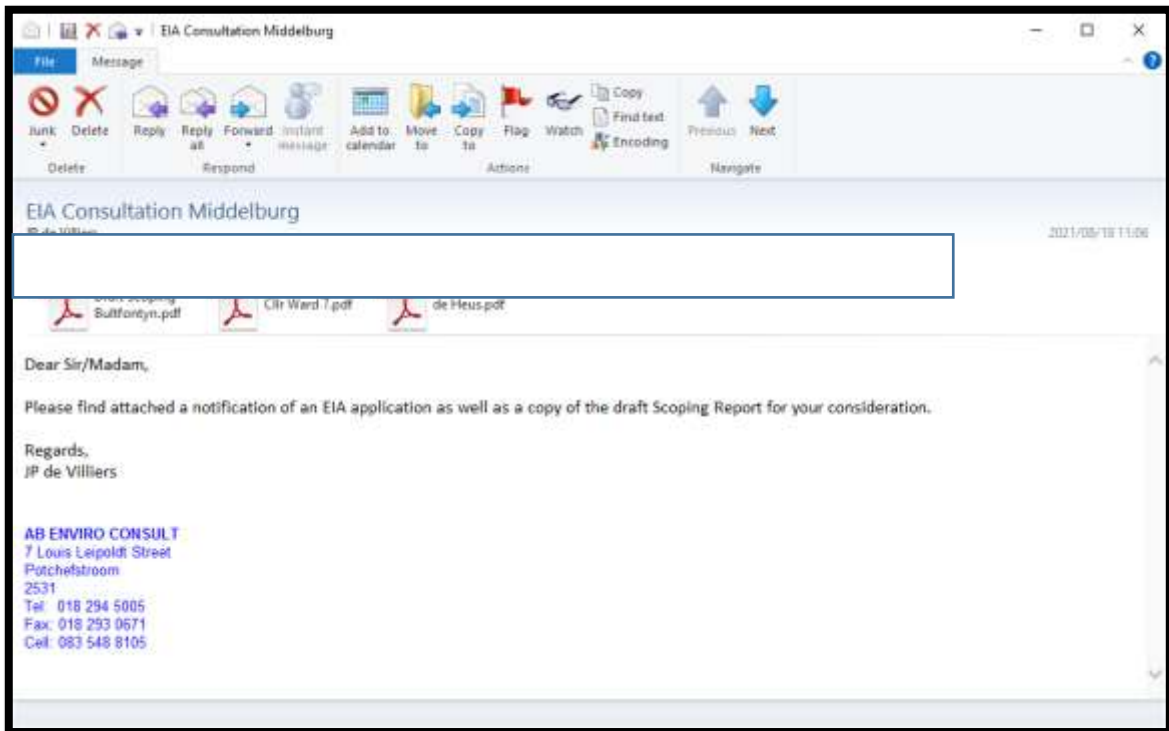 EIA Consultation Middelburg
File Message
Junk Delete Reply Reply all Forward Instant message Add to calendar Move to Copy to Flag Watch Copy Find text Encoding Previous Next
Delete Respond Actions Navigate
EIA Consultation Middelburg
JP de Villiers
2021/08/18 11:06
Draft Scoping Bultfontyn.pdf
Cllr Ward 7.pdf
de Heus.pdf
Dear Sir/Madam,
Please find attached a notification of an EIA application as well as a copy of the draft Scoping Report for your consideration.
Regards,
JP de Villiers
AB ENVIRO CONSULT
7 Louis Leipoldt Street
Potchefstroom
2531
Tel: 018 294 5005
Fax: 018 293 0671
Cell: 083 548 8105